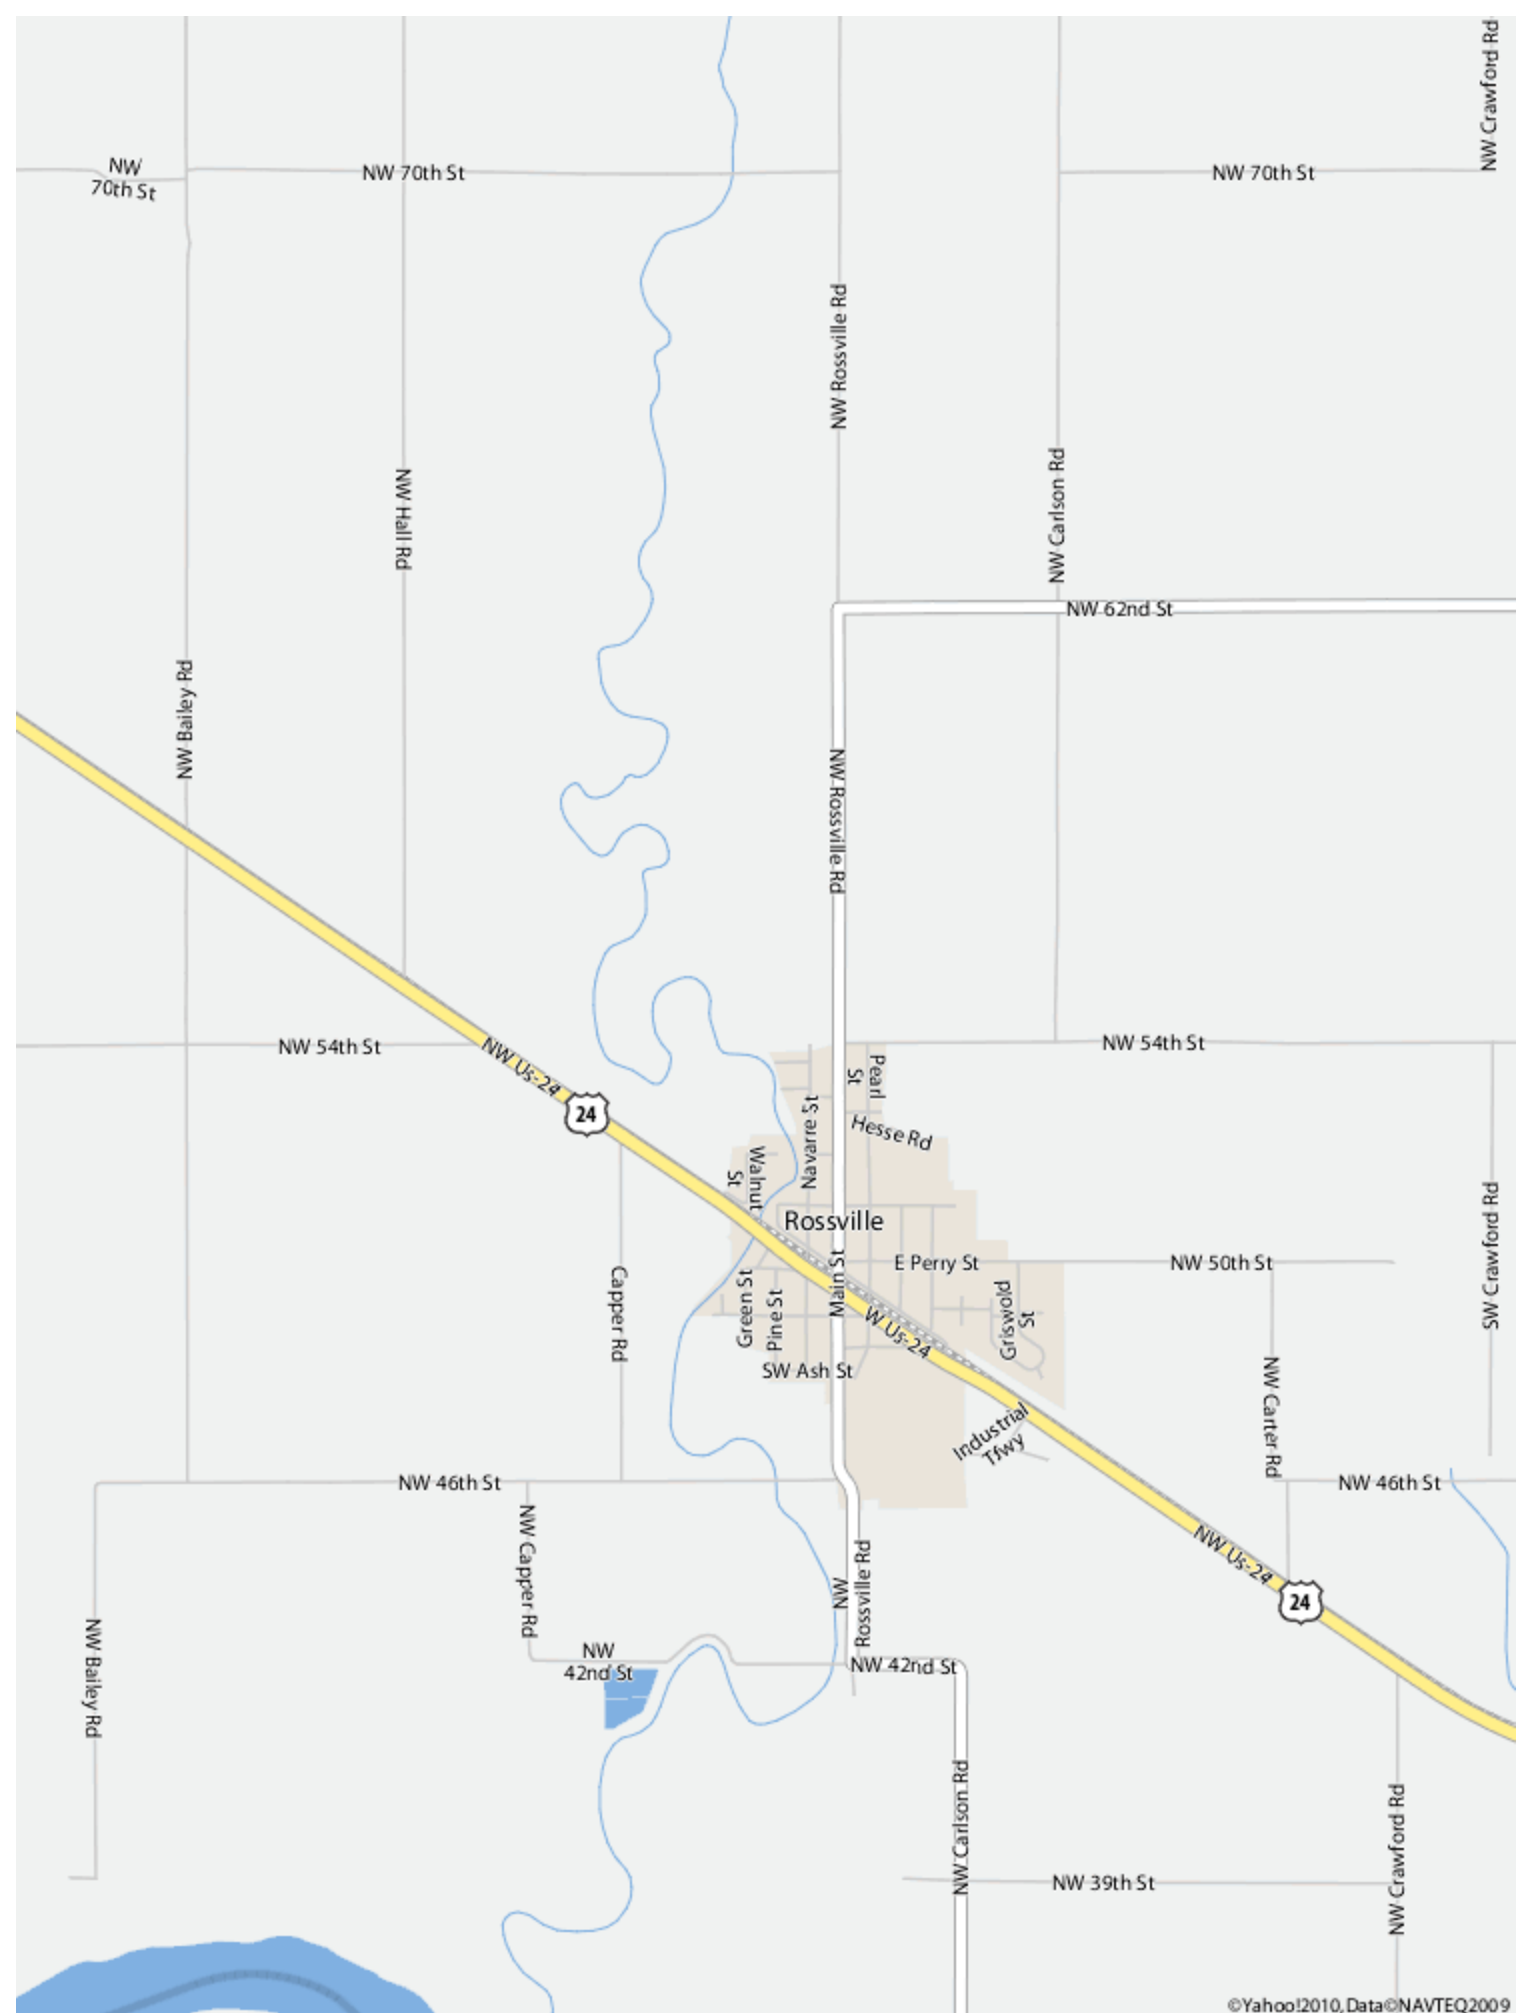 NW Crawford Rd
NW
70th St
NW 70th St
NW 70th St
NW Rossville Rd
NW Hall Rd
NW Carlson Rd
NW 62nd St
NW Bailey Rd
NW Rossville Rd
NW 54th St
NW Us-24
24
NW 54th St
Pearl
St
Navarre St
Hesse Rd
Walnut
St
Rossville
SW Crawford Rd
Main St
E Perry St
NW 50th St
Capper Rd
Green St
Pine St
W Us-24
Griswold
St
SW Ash St
Industrial
Tfwy
NW Carter Rd
NW 46th St
NW 46th St
NW Capper Rd
NW
Rossville Rd
NW Us-24
24
NW Bailey Rd
NW
42nd St
NW 42nd St
NW Carlson Rd
NW 39th St
NW Crawford Rd
©Yahoo!2010,Data©NAVTEQ2009